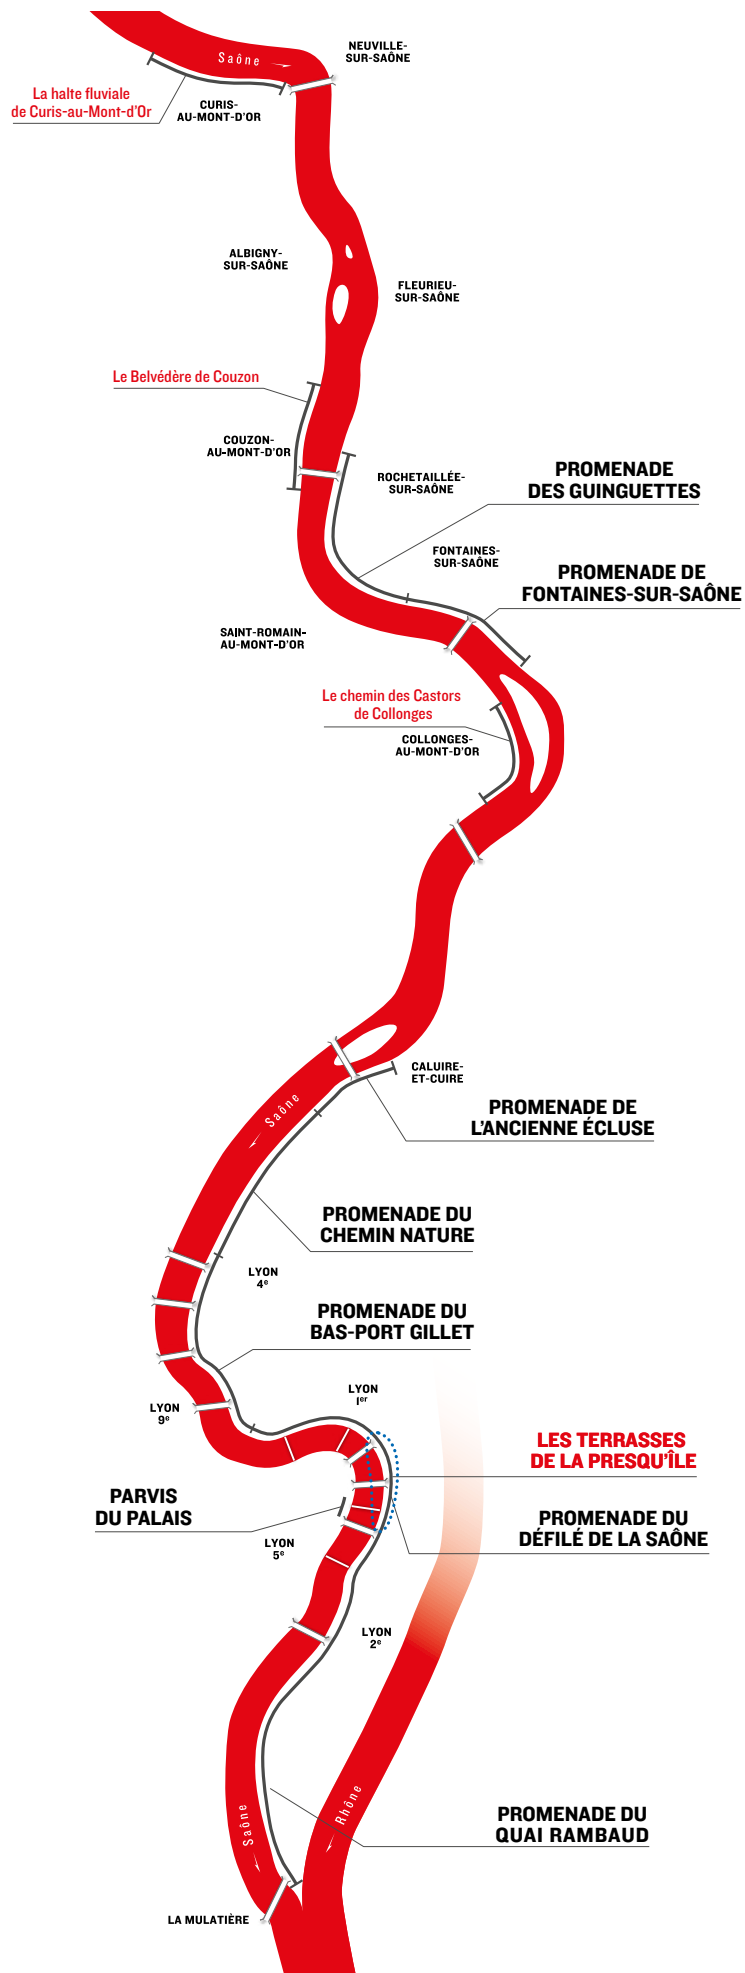 Saône
NEUVILLE-
SUR-SAÔNE
La halte fluviale
de Curis-au-Mont-d'Or
CURIS-
AU-MONT-D'OR
ALBIGNY-
SUR-SAÔNE
FLEURIEU-
SUR-SAÔNE
Le Belvédère de Couzon
COUZON-
AU-MONT-D'OR
ROCHETAILLÉE-
SUR-SAÔNE
PROMENADE
DES GUINGUETTES
FONTAINES-
SUR-SAÔNE
PROMENADE DE
FONTAINES-SUR-SAÔNE
SAINT-ROMAIN-
AU-MONT-D'OR
Le chemin des Castors
de Collonges
COLLONGES-
AU-MONT-D'OR
CALUIRE-
ET-CUIRE
Saône
PROMENADE DE
L'ANCIENNE ÉCLUSE
PROMENADE DU
CHEMIN NATURE
LYON
4e
PROMENADE DU
BAS-PORT GILLET
LYON
1er
LYON
9e
LES TERRASSES
DE LA PRESQU'ÎLE
PARVIS
DU PALAIS
PROMENADE DU
DÉFILÉ DE LA SAÔNE
LYON
5e
LYON
2e
Saône
Rhône
PROMENADE DU
QUAI RAMBAUD
LA MULATIÈRE